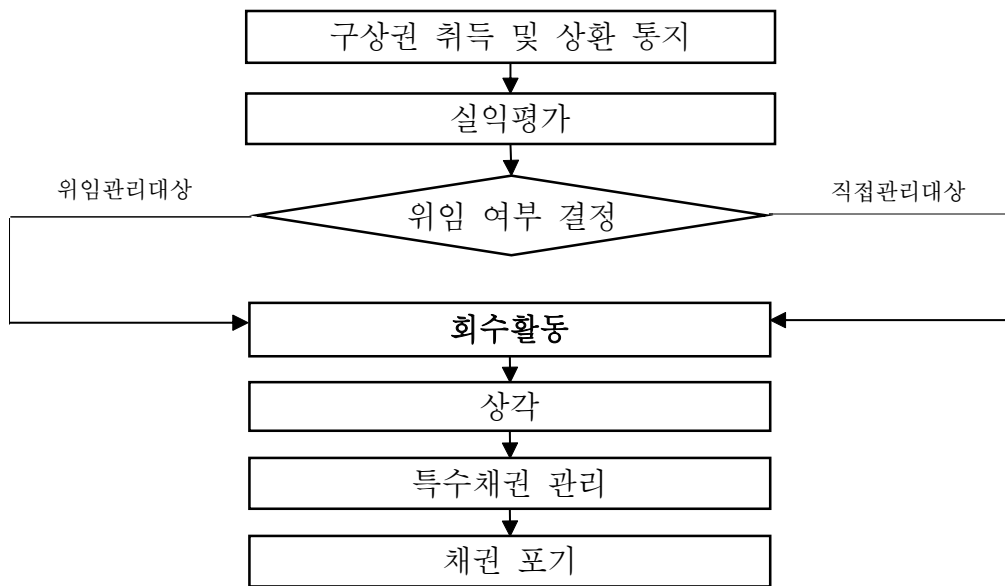 구상권 취득 및 상환 통지
실익평가
위임관리대상
직접관리대상
위임 여부 결정
회수활동
상각
특수채권 관리
채권 포기